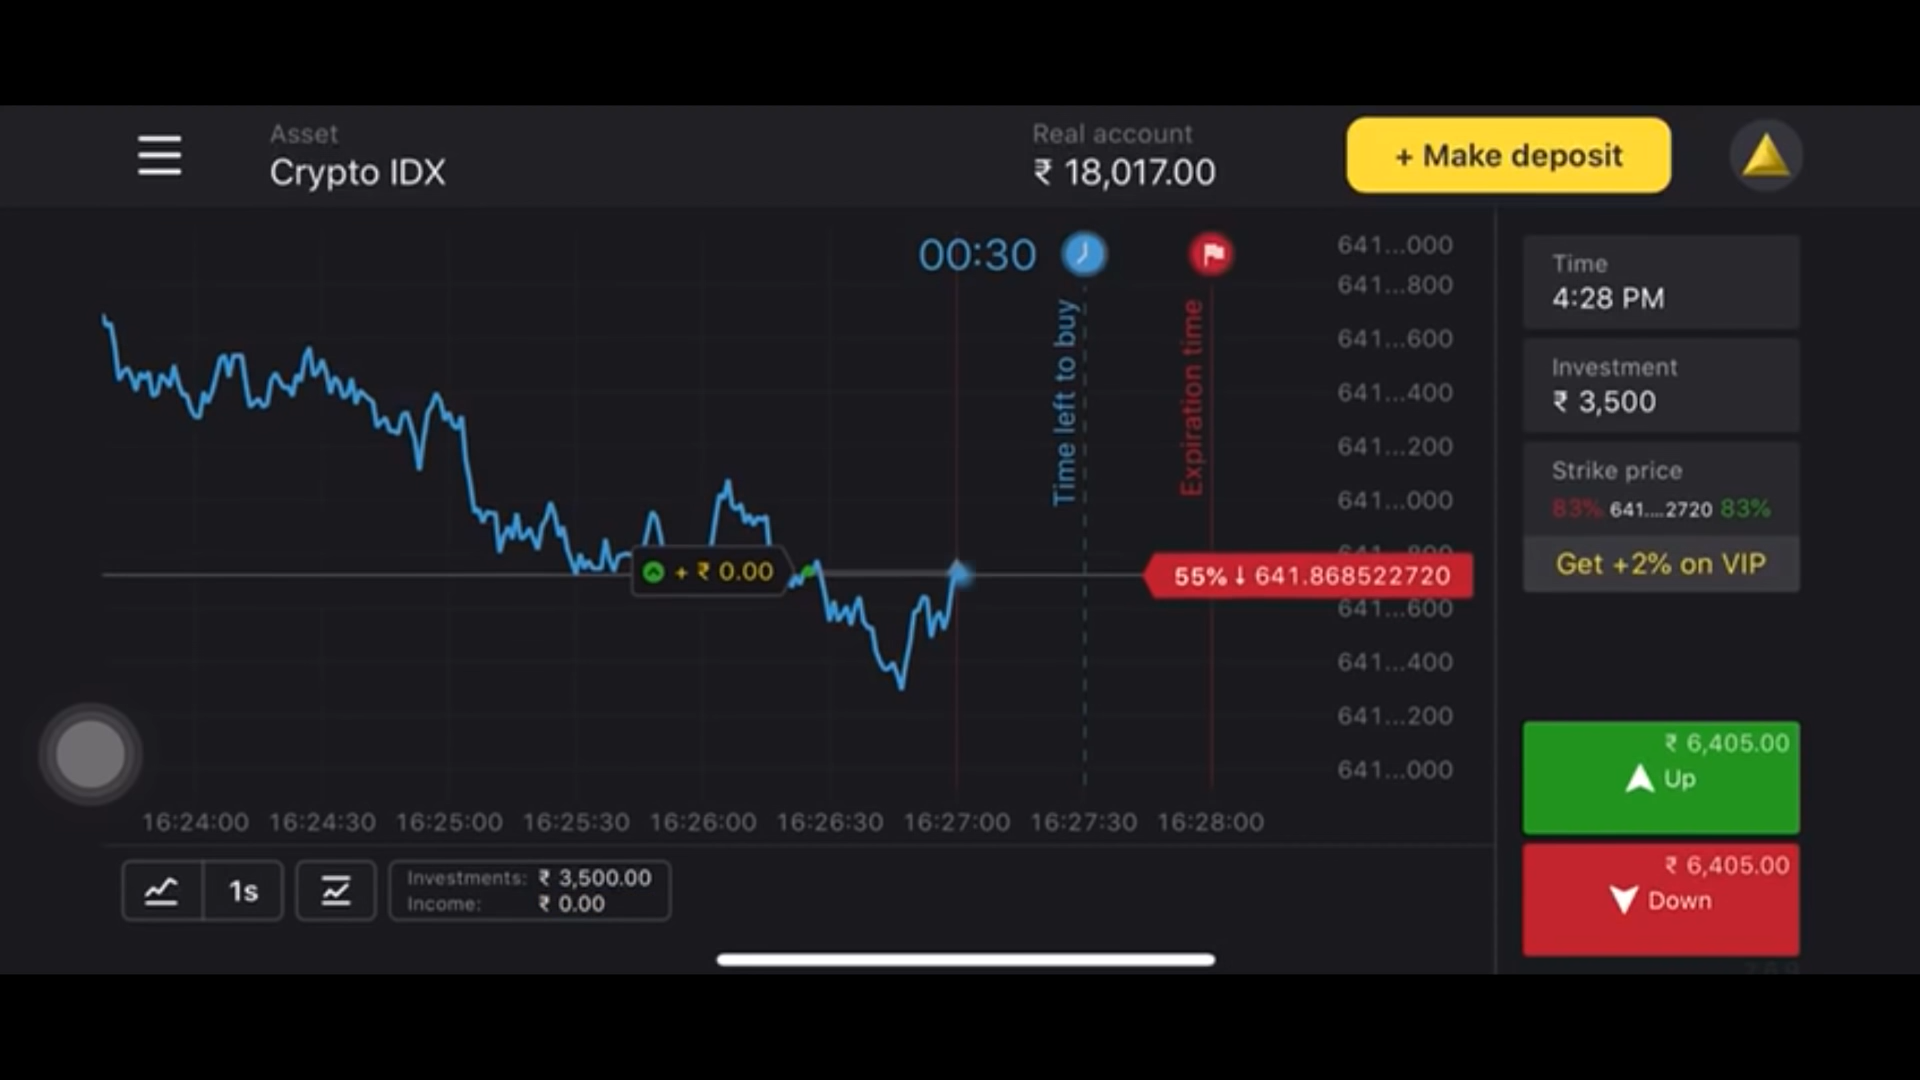 Asset
Crypto IDX
Real account
₹ 18,017.00
+ Make deposit
00:30
Time left to buy
Expiration time
641...000
641...800
641...600
641...400
641...200
641...000
641...800
641...600
641...400
641...200
641...000
+ ₹ 0.00
55% ↓ 641.868522720
16:24:00 16:24:30 16:25:00 16:25:30 16:26:00 16:26:30 16:27:00 16:27:30 16:28:00
1s
Investments: ₹ 3,500.00
Income: ₹ 0.00
Time
4:28 PM
Investment
₹ 3,500
Strike price
83% 641....2720 83%
Get +2% on VIP
₹ 6,405.00
Up
₹ 6,405.00
Down